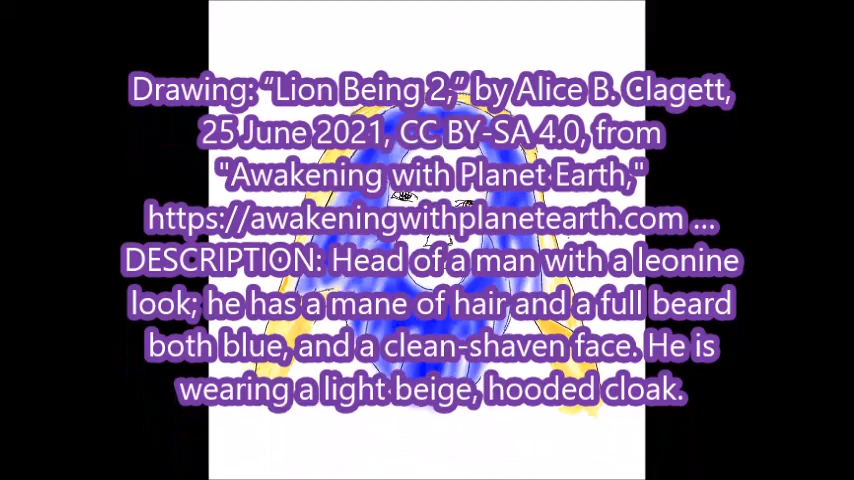 Drawing: “Lion Being 2,” by Alice B. Clagett,
25 June 2021, CC BY-SA 4.0, from
"Awakening with Planet Earth,"
https://awakeningwithplanetearth.com ...
DESCRIPTION: Head of a man with a leonine
look; he has a mane of hair and a full beard
both blue, and a clean-shaven face. He is
wearing a light beige, hooded cloak.